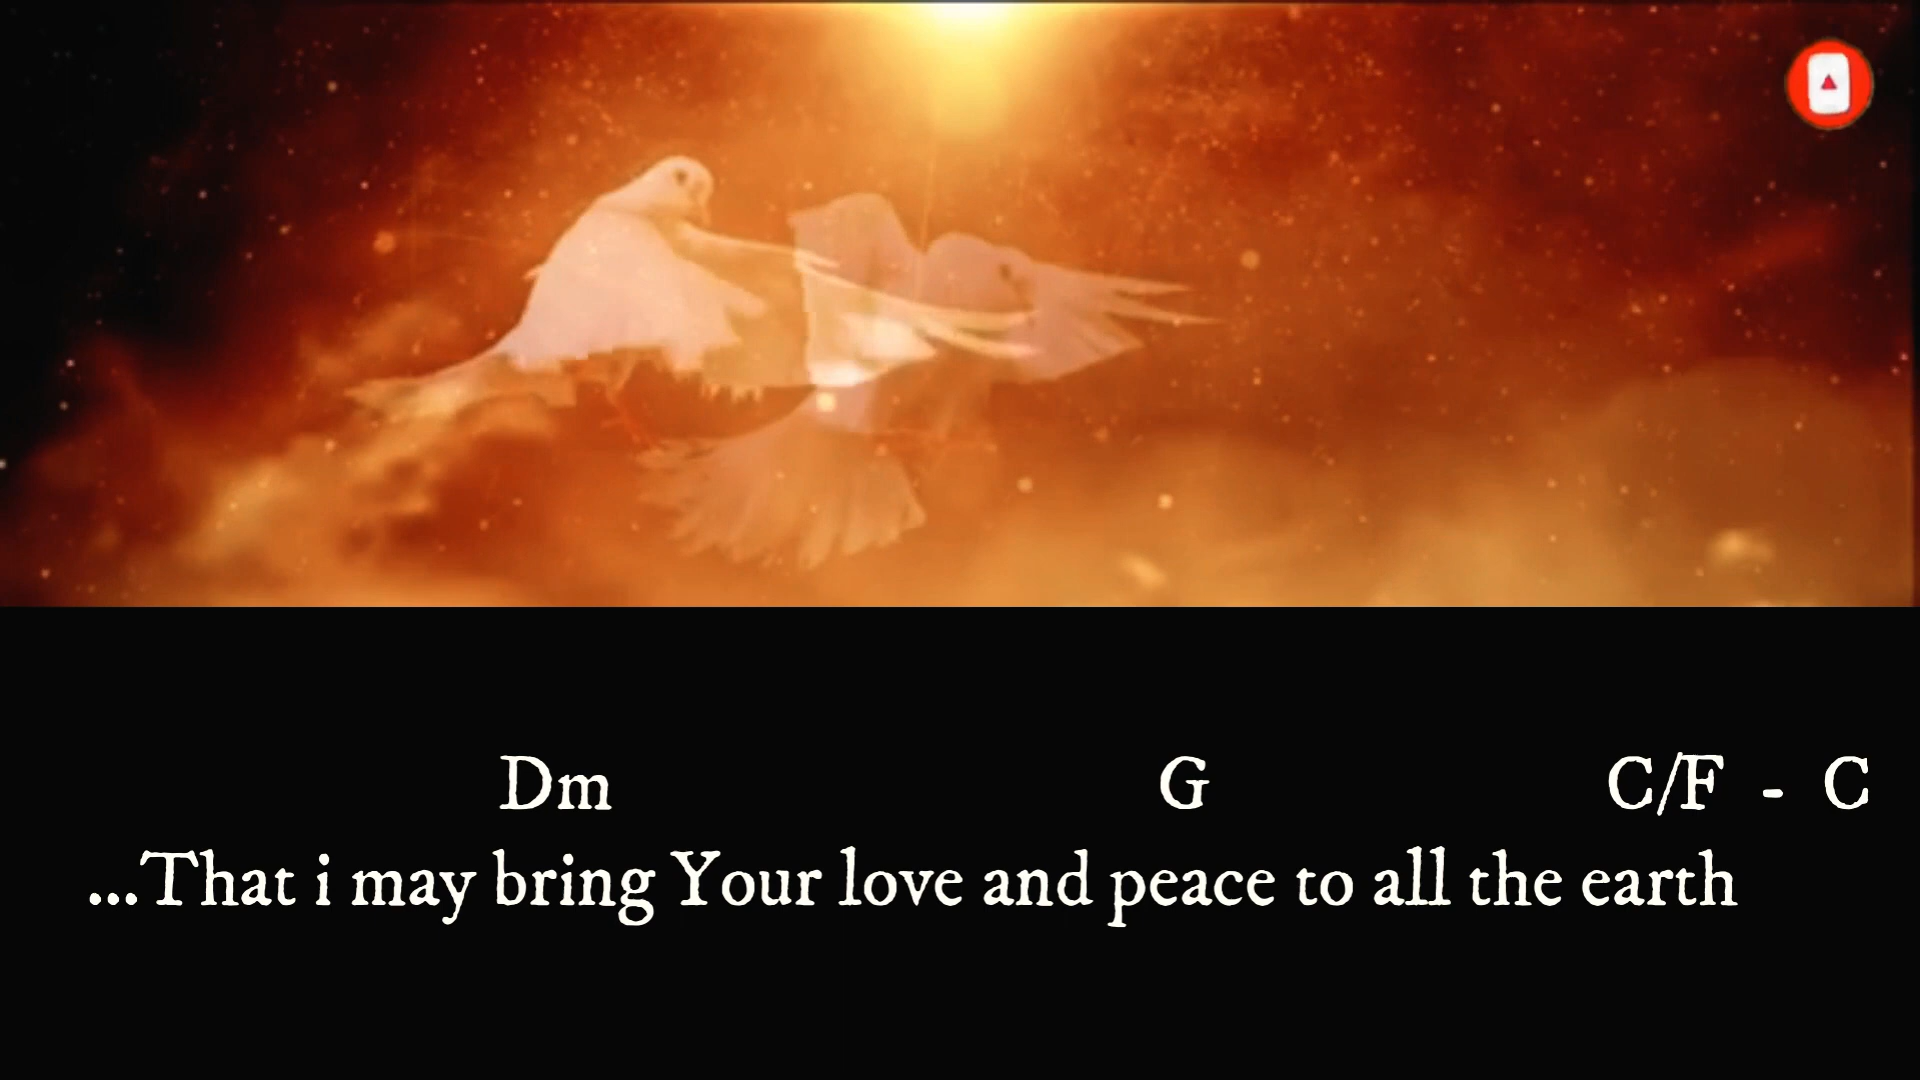 Dm G C/F - C
...That i may bring Your love and peace to all the earth